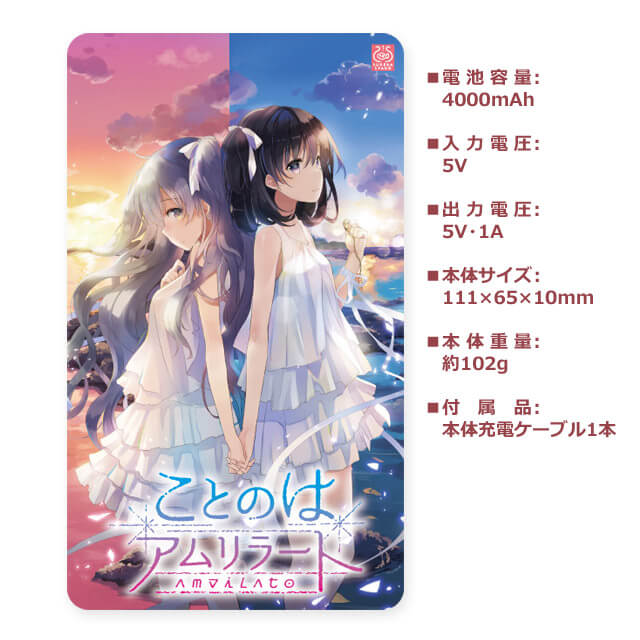 ことのは
アムリラート
AMRILATO
■電池容量:
4000mAh
■入力電圧:
5V
■出力電圧:
5V･1A
■本体サイズ:
111×65×10mm
■本体重量:
約102g
■付属品:
本体充電ケーブル1本